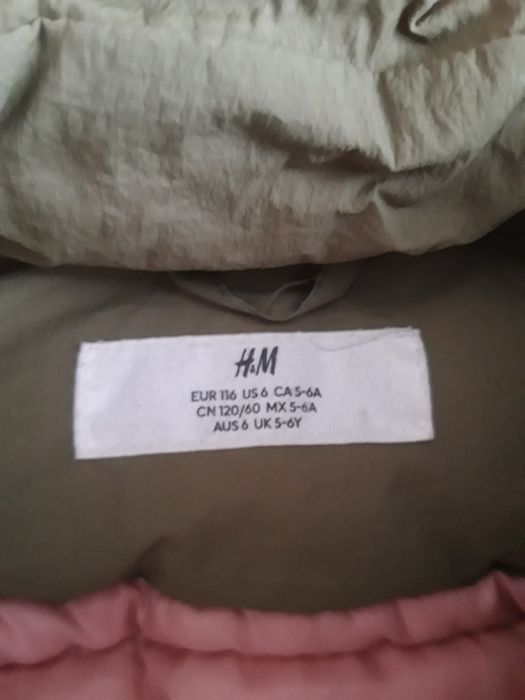 H&M
EUR 116 US 6 CA 5-6A
CN 120/60 MX 5-6A
AUS 6 UK 5-6Y